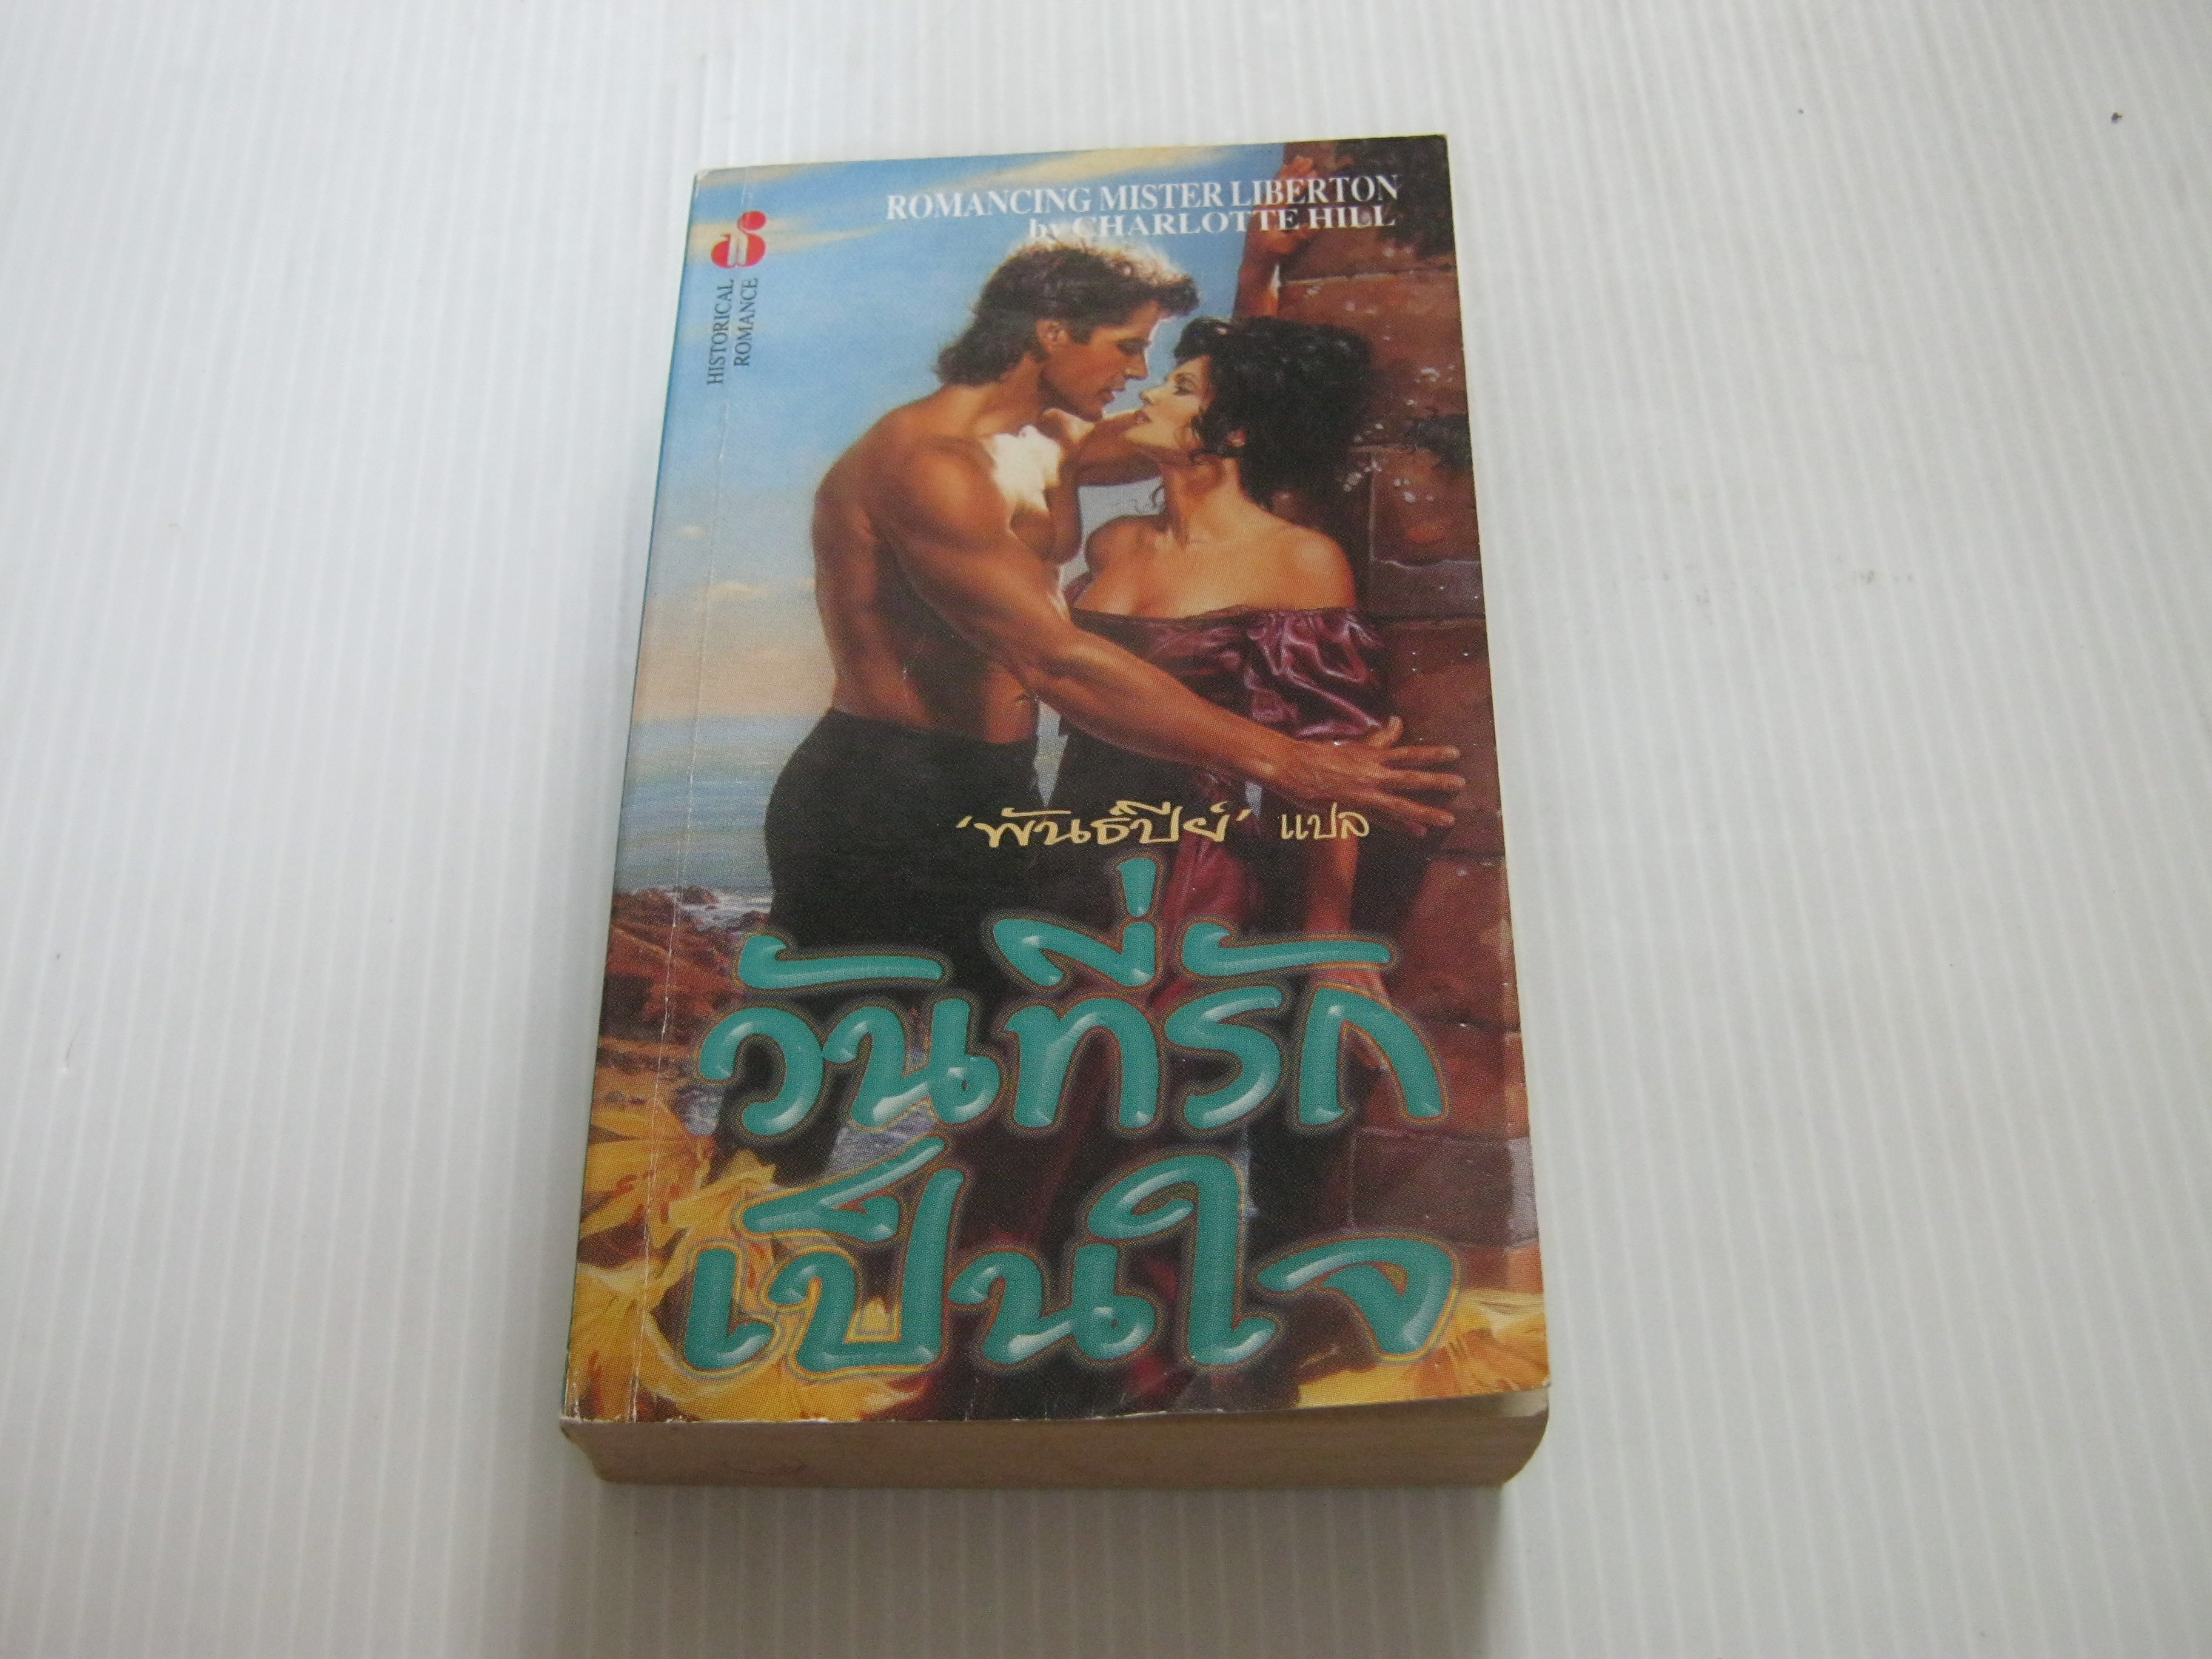 ROMANCING MISTER LIBERTON
by CHARLOTTE HILL
HISTORICAL
ROMANCE
'พันธุ์ปีย์' แปล
วันที่รัก
เป็นใจ